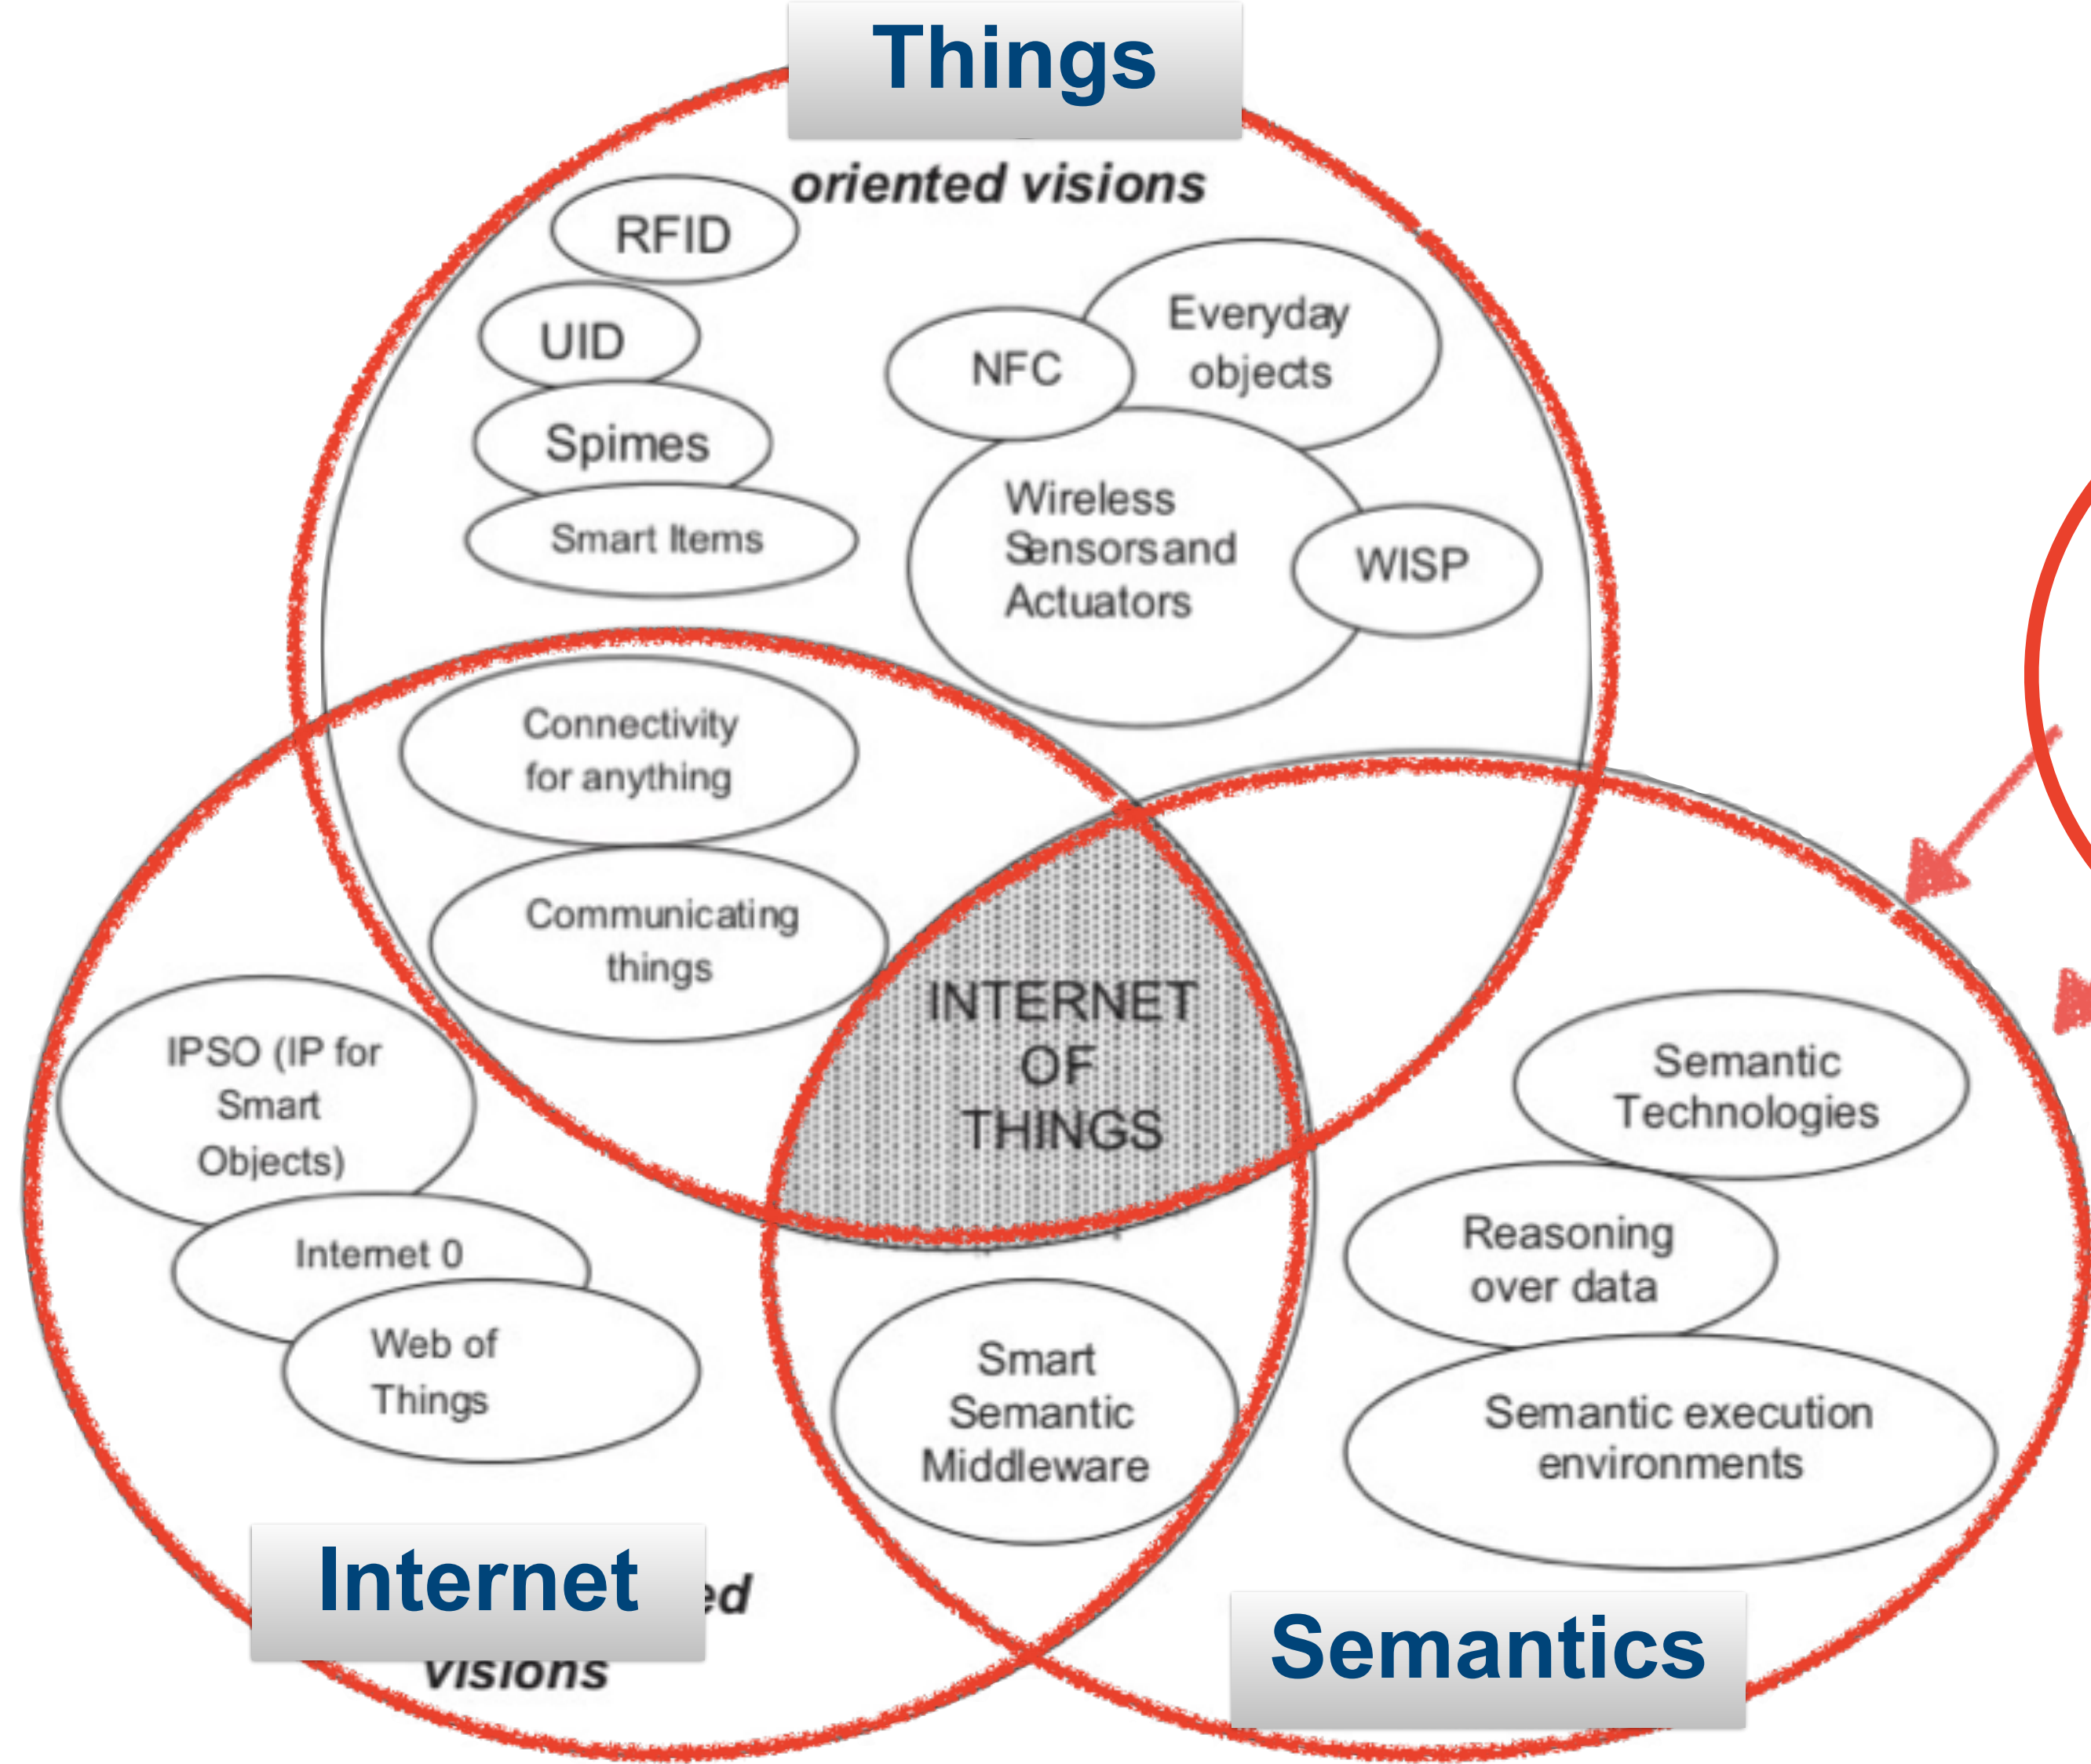 Things
oriented visions
RFID
UID
Spimes
Smart Items
NFC
Everyday
objects
Wireless
Sensors and
Actuators
WISP
Connectivity
for anything
Communicating
things
INTERNET
OF
THINGS
IPSO (IP for
Smart
Objects)
Internet 0
Web of
Things
Smart
Semantic
Middleware
Semantic
Technologies
Reasoning
over data
Semantic execution
environments
Internet
visions
Semantics